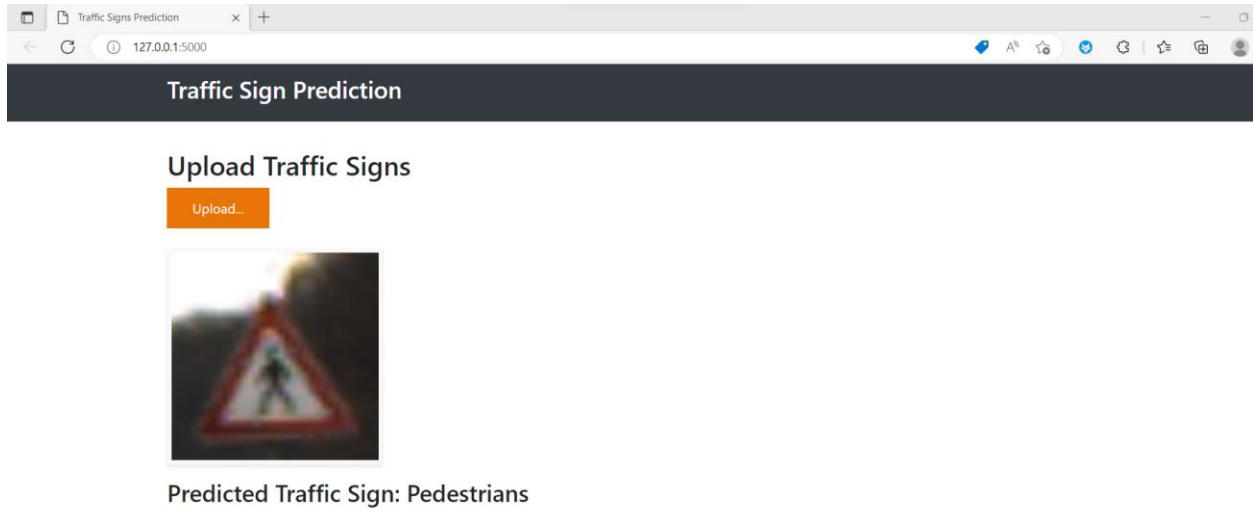 Traffic Signs Prediction
127.0.0.1:5000
Traffic Sign Prediction
Upload Traffic Signs
Upload...
Predicted Traffic Sign: Pedestrians